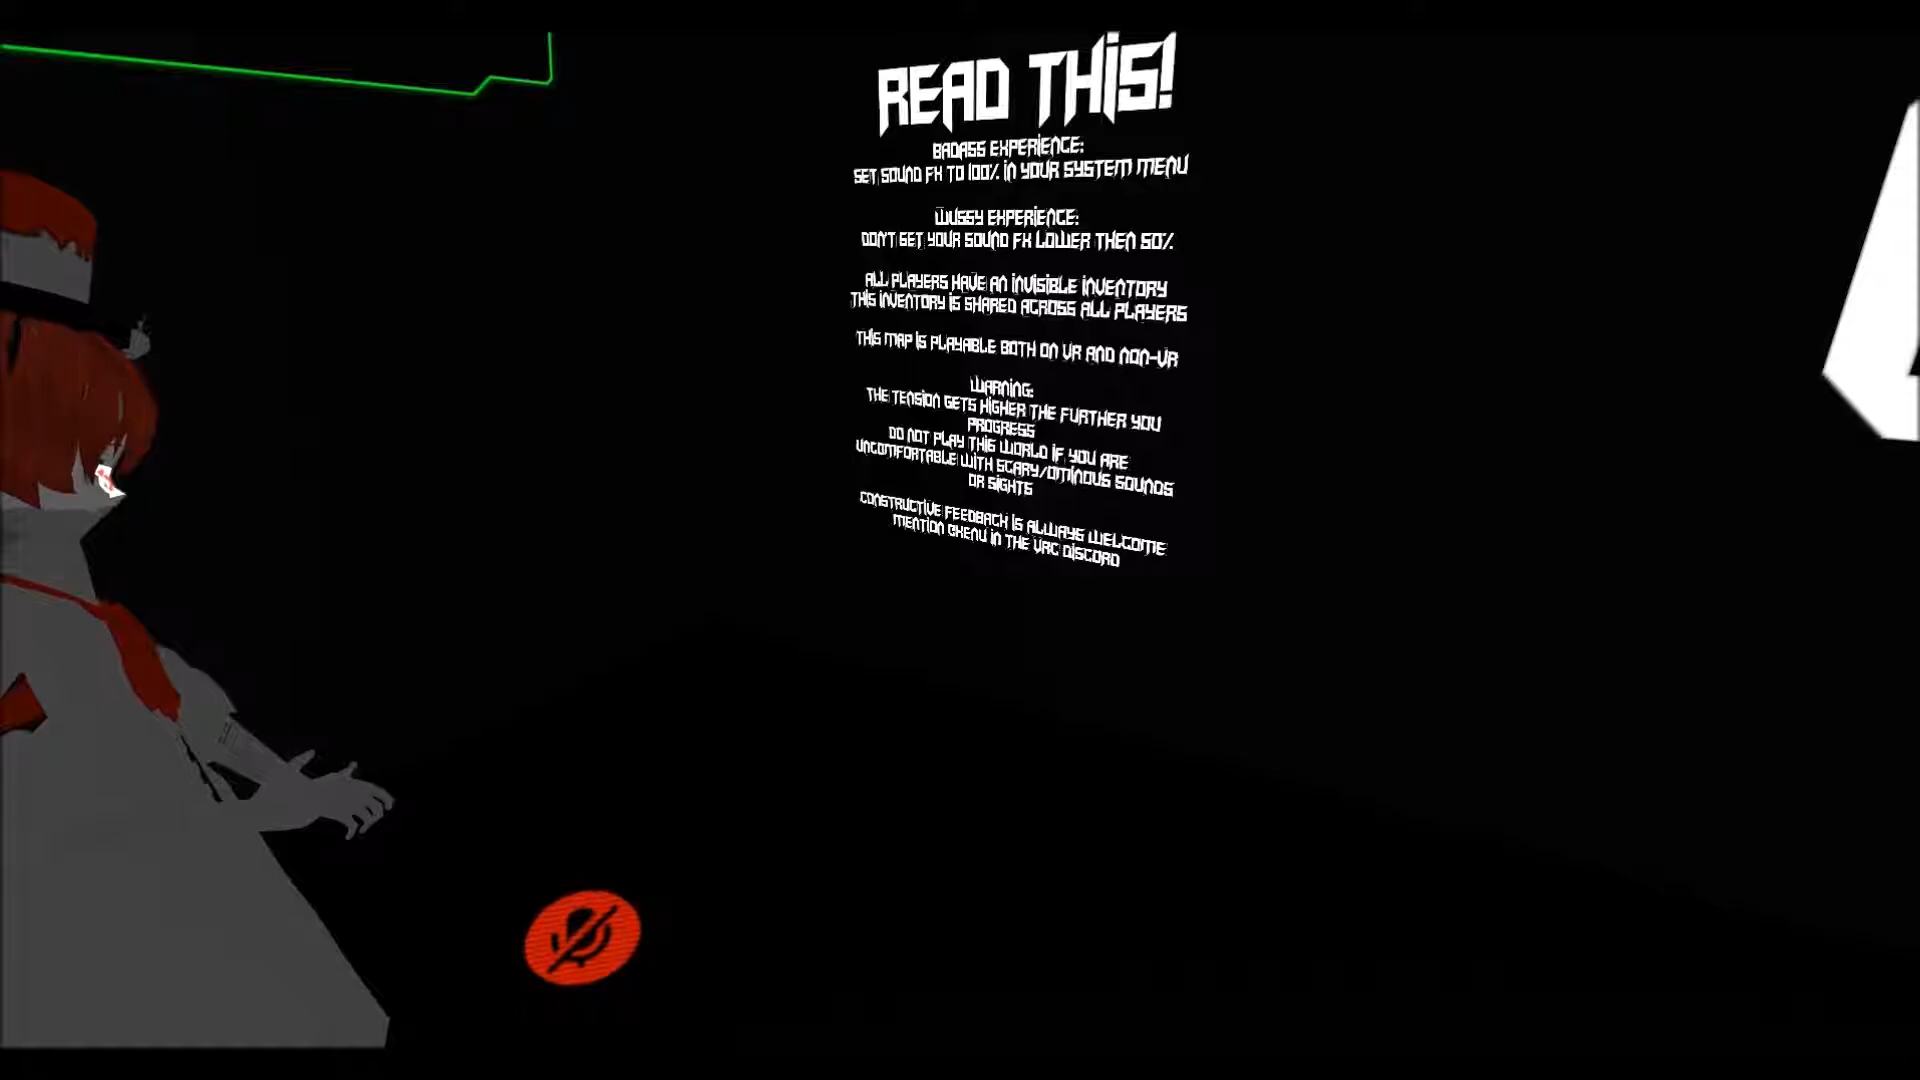 READ THIS!
BADASS EXPERIENCE:
SET SOUND FX TO 100% IN YOUR SYSTEM MENU
WUSSY EXPERIENCE:
DON'T SET YOUR SOUND FX LOWER THEN 50%
ALL PLAYERS HAVE AN INVISIBLE INVENTORY
THIS INVENTORY IS SHARED ACROSS ALL PLAYERS
THIS MAP IS PLAYABLE BOTH ON VR AND NON-VR
WARNING:
THE TENSION GETS HIGHER THE FURTHER YOU
PROGRESS
DO NOT PLAY THIS WORLD IF YOU ARE
UNCOMFORTABLE WITH SCARY/OMINOUS SOUNDS
OR SIGHTS
CONSTRUCTIVE FEEDBACK IS ALWAYS WELCOME
MENTION IN THE VRC DISCORD